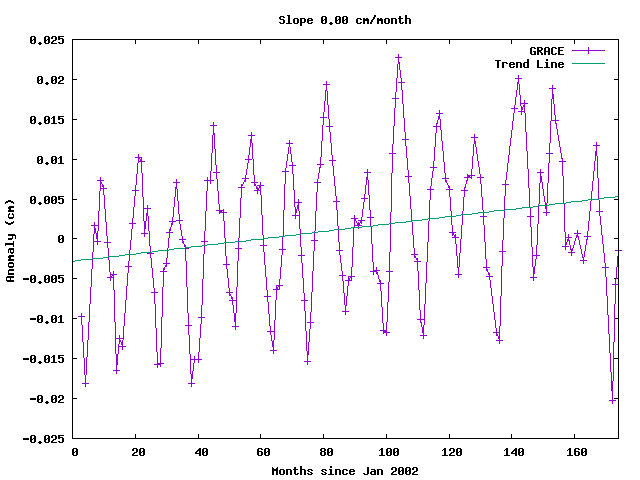 Slope 0.00 cm/month
0.025
0.02
0.015
0.01
0.005
0
-0.005
-0.01
-0.015
-0.02
-0.025
Anomaly (cm)
GRACE
Trend Line
0 20 40 60 80 100 120 140 160
Months since Jan 2002